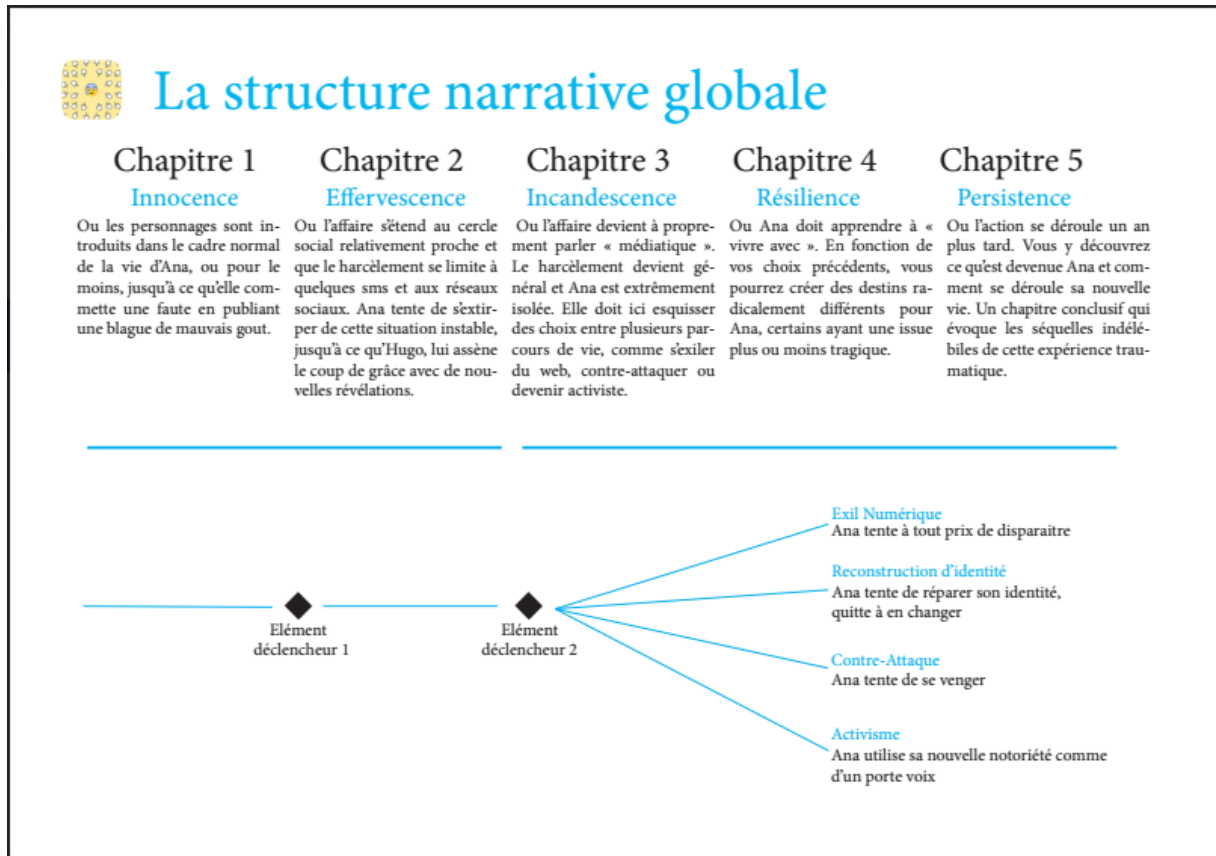 La structure narrative globale
Chapitre 1
Innocence
Ou les personnages sont in-
troduits dans le cadre normal
de la vie d'Ana, ou pour le
moins, jusqu'à ce qu'elle com-
mette une faute en publiant
une blague de mauvais gout.
Chapitre 2
Effervescence
Ou l'affaire s'étend au cercle
social relativement proche et
que le harcèlement se limite à
quelques sms et aux réseaux
sociaux. Ana tente de s'extir-
per de cette situation instable,
jusqu'à ce qu'Hugo, lui assène
le coup de grâce avec de nou-
velles révélations.
Chapitre 3
Incandescence
Ou l'affaire devient à propre-
ment parler « médiatique ».
Le harcèlement devient gé-
néral et Ana est extrêmement
isolée. Elle doit ici esquisser
des choix entre plusieurs par-
cours de vie, comme s'exiler
du web, contre-attaquer ou
devenir activiste.
Chapitre 4
Résilience
Ou Ana doit apprendre à «
vivre avec ». En fonction de
vos choix précédents, vous
pourrez créer des destins ra-
dicalement différents pour
Ana, certains ayant une issue
plus ou moins tragique.
Chapitre 5
Persistence
Ou l'action se déroule un an
plus tard. Vous y découvrez
ce qu'est devenue Ana et com-
ment se déroule sa nouvelle
vie. Un chapitre conclusif qui
évoque les séquelles indélé-
biles de cette expérience trau-
matique.
Elément
déclencheur 1
Elément
déclencheur 2
Exil Numérique
Ana tente à tout prix de disparaitre
Reconstruction d'identité
Ana tente de réparer son identité,
quitte à en changer
Contre-Attaque
Ana tente de se venger
Activisme
Ana utilise sa nouvelle notoriété comme
d'un porte voix